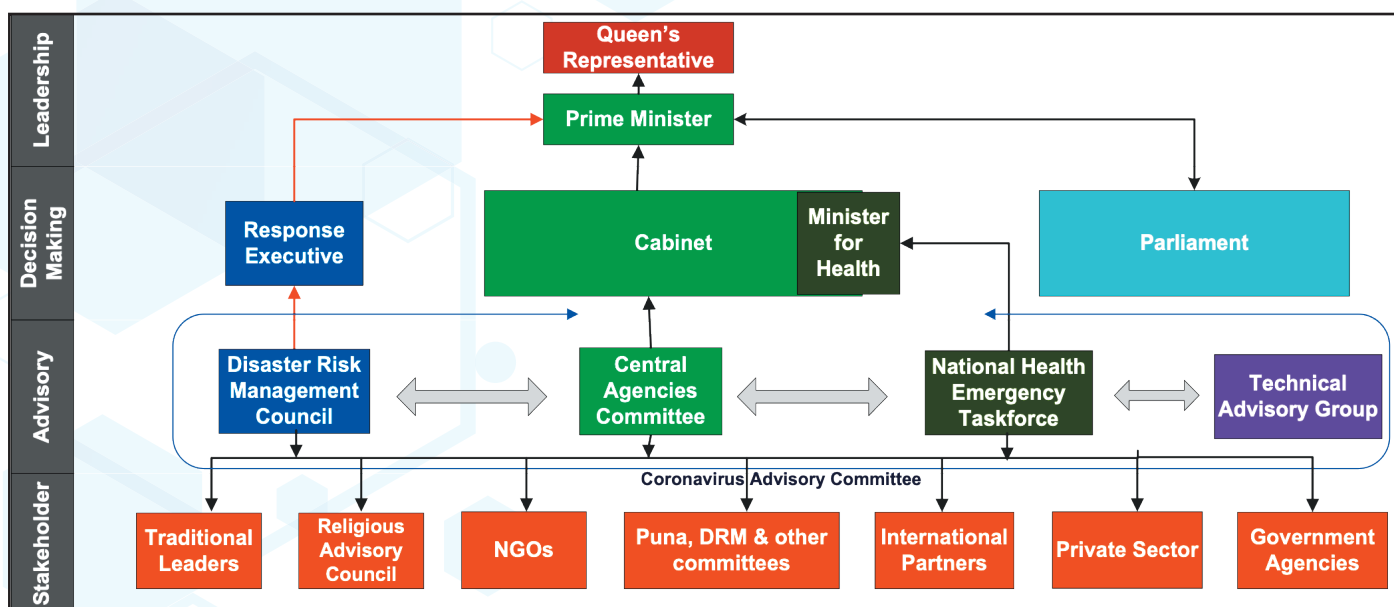 Leadership
Queen's
Representative
Prime Minister
Decision
Making
Response
Executive
Cabinet
Minister
for
Health
Parliament
Advisory
Disaster Risk
Management
Council
Central
Agencies
Committee
National Health
Emergency
Taskforce
Technical
Advisory Group
Coronavirus Advisory Committee
Stakeholder
Traditional
Leaders
Religious
Advisory
Council
NGOs
Puna, DRM & other
committees
International
Partners
Private Sector
Government
Agencies